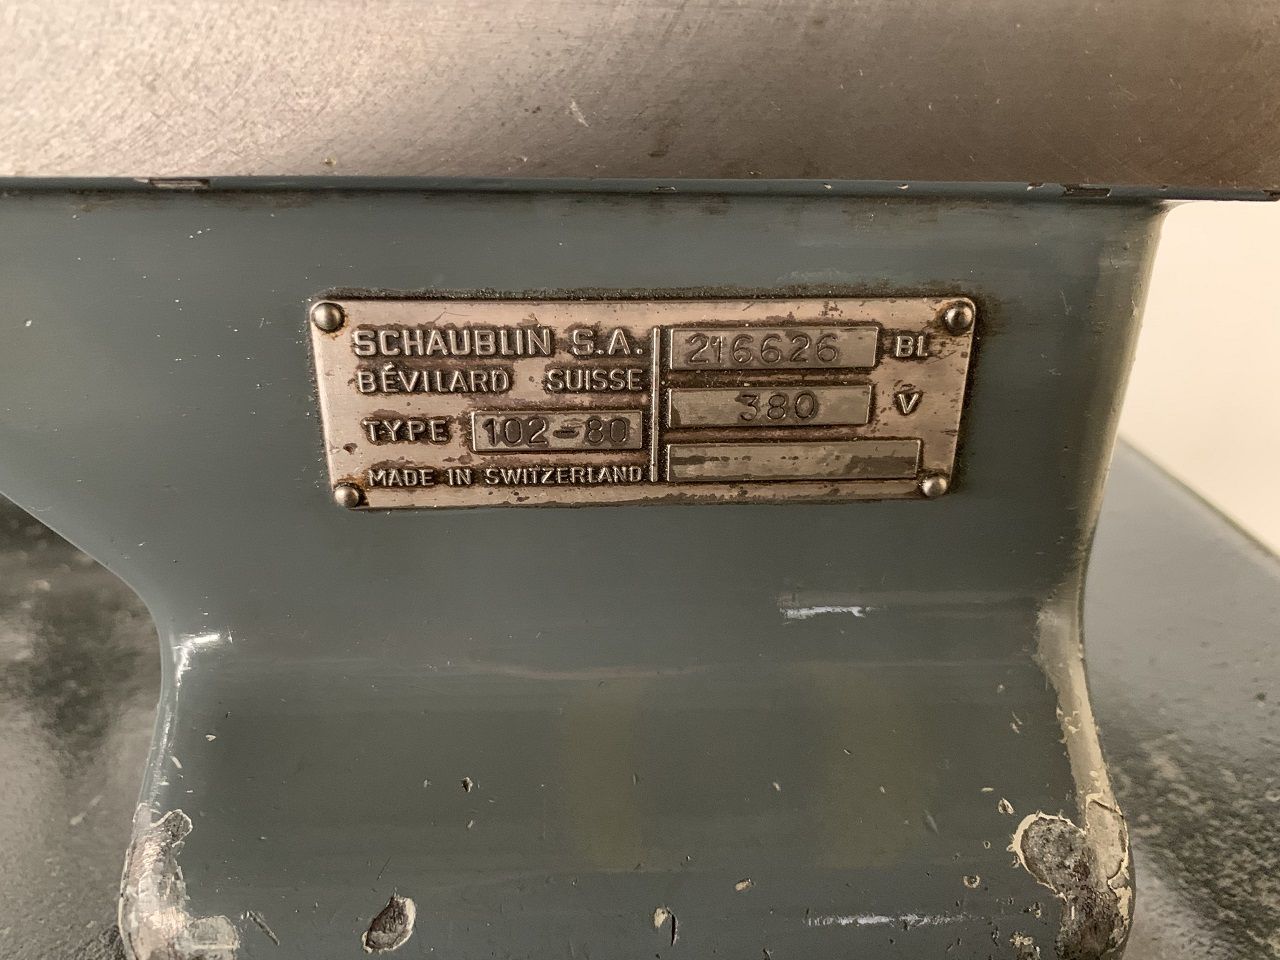 SCHAUBLIN S.A.
BÉVILARD SUISSE
TYPE 102-80
MADE IN SWITZERLAND
216626 BL
380 V